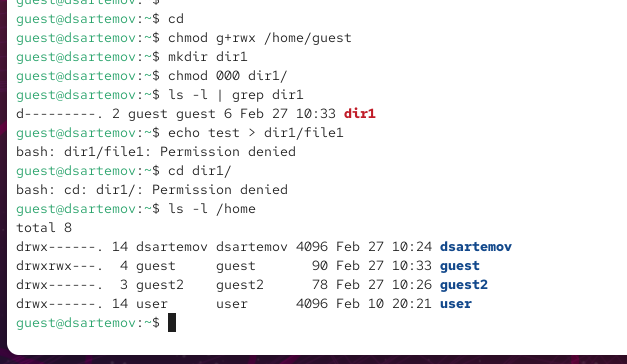 guest@dsartemov:~$
guest@dsartemov:~$ cd
guest@dsartemov:~$ chmod g+rwx /home/guest
guest@dsartemov:~$ mkdir dir1
guest@dsartemov:~$ chmod 000 dir1/
guest@dsartemov:~$ ls -l | grep dir1
d---------. 2 guest guest 6 Feb 27 10:33 dir1
guest@dsartemov:~$ echo test > dir1/file1
bash: dir1/file1: Permission denied
guest@dsartemov:~$ cd dir1/
bash: cd: dir1/: Permission denied
guest@dsartemov:~$ ls -l /home
total 8
drwx------. 14 dsartemov dsartemov 4096 Feb 27 10:24 dsartemov
drwxrwx---.  4 guest     guest       90 Feb 27 10:33 guest
drwx------.  3 guest2    guest2      78 Feb 27 10:26 guest2
drwx------. 14 user      user      4096 Feb 10 20:21 user
guest@dsartemov:~$